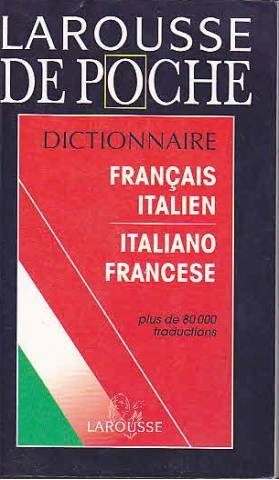 LAROUSSE
DE POCHE
DICTIONNAIRE
FRANÇAIS
ITALIEN
ITALIANO
FRANCESE
plus de 80 000
traductions
LAROUSSE